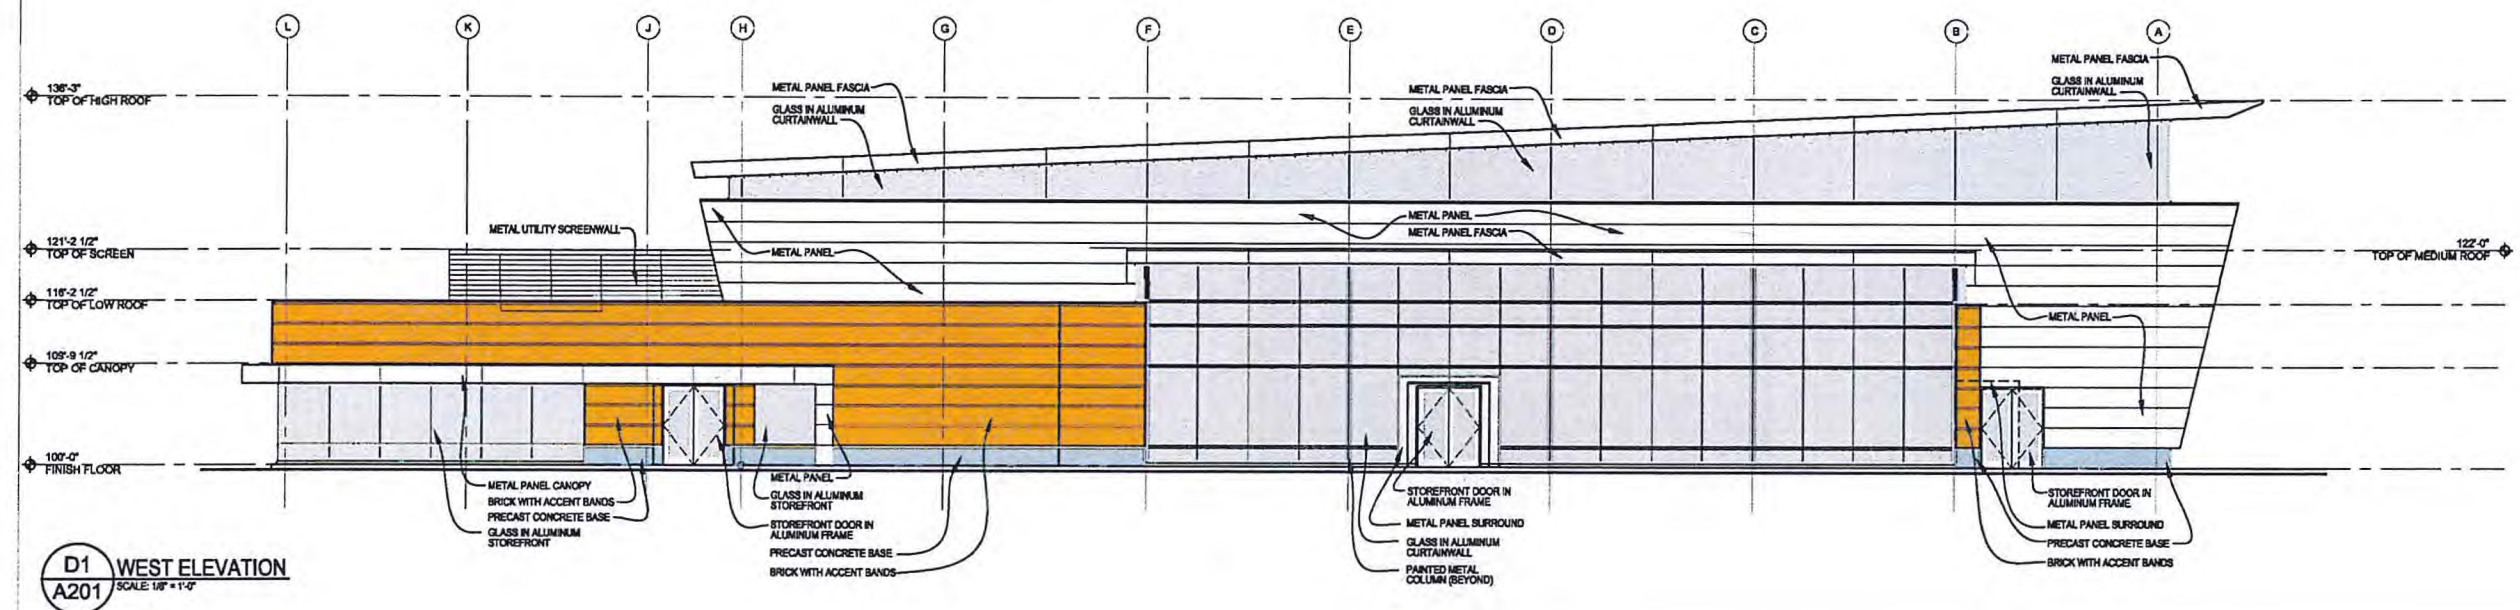 L K J H G F E D C B A
136'-3"
TOP OF HIGH ROOF
121'-2 1/2"
TOP OF SCREEN
116'-2 1/2"
TOP OF LOW ROOF
109'-9 1/2"
TOP OF CANOPY
100'-0"
FINISH FLOOR
METAL PANEL FASCIA
GLASS IN ALUMINUM
CURTAINWALL
METAL UTILITY SCREENWALL
METAL PANEL
METAL PANEL FASCIA
GLASS IN ALUMINUM
CURTAINWALL
METAL PANEL
METAL PANEL FASCIA
METAL PANEL FASCIA
GLASS IN ALUMINUM
CURTAINWALL
122'-0"
TOP OF MEDIUM ROOF
METAL PANEL
METAL PANEL CANOPY
BRICK WITH ACCENT BANDS
PRECAST CONCRETE BASE
GLASS IN ALUMINUM
STOREFRONT
METAL PANEL
GLASS IN ALUMINUM
STOREFRONT
STOREFRONT DOOR IN
ALUMINUM FRAME
PRECAST CONCRETE BASE
BRICK WITH ACCENT BANDS
STOREFRONT DOOR IN
ALUMINUM FRAME
METAL PANEL SURROUND
GLASS IN ALUMINUM
CURTAINWALL
PAINTED METAL
COLUMN (BEYOND)
STOREFRONT DOOR IN
ALUMINUM FRAME
METAL PANEL SURROUND
PRECAST CONCRETE BASE
BRICK WITH ACCENT BANDS
D1
A201
WEST ELEVATION
SCALE: 1/8" = 1'-0"